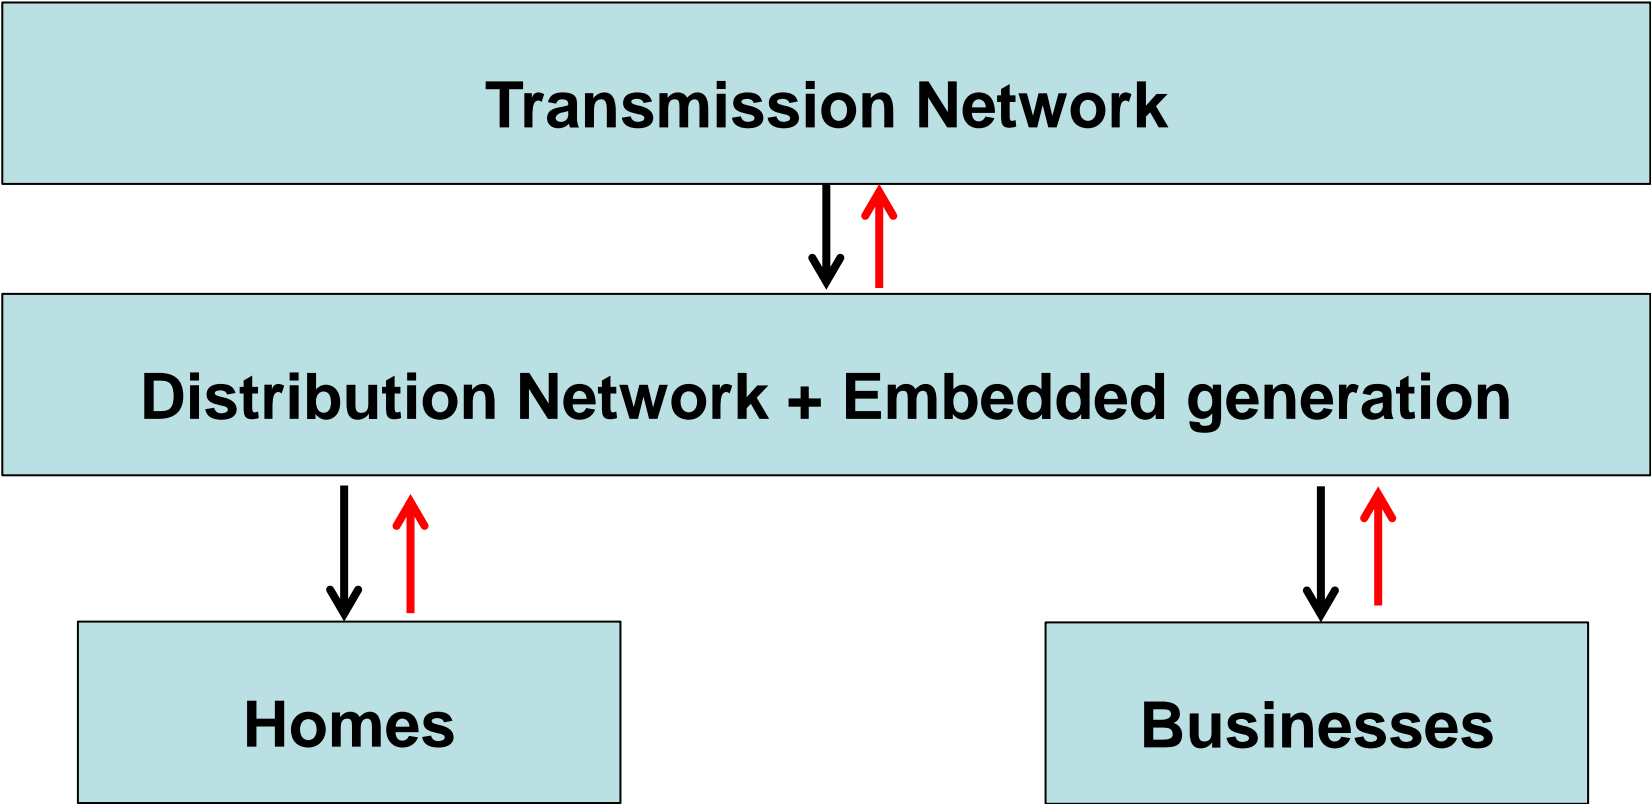 Transmission Network
Distribution Network + Embedded generation
Homes
Businesses